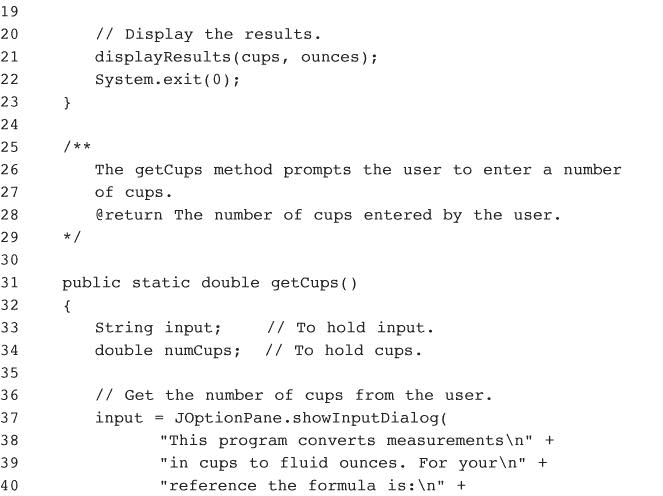 19
20 // Display the results.
21 displayResults(cups, ounces);
22 System.exit(0);
23 }
24
25 /**
26 The getCups method prompts the user to enter a number
27 of cups.
28 @return The number of cups entered by the user.
29 */
30
31 public static double getCups()
32 {
33 String input; // To hold input.
34 double numCups; // To hold cups.
35
36 // Get the number of cups from the user.
37 input = JOptionPane.showInputDialog(
38 "This program converts measurements\n" +
39 "in cups to fluid ounces. For your\n" +
40 "reference the formula is:\n" +